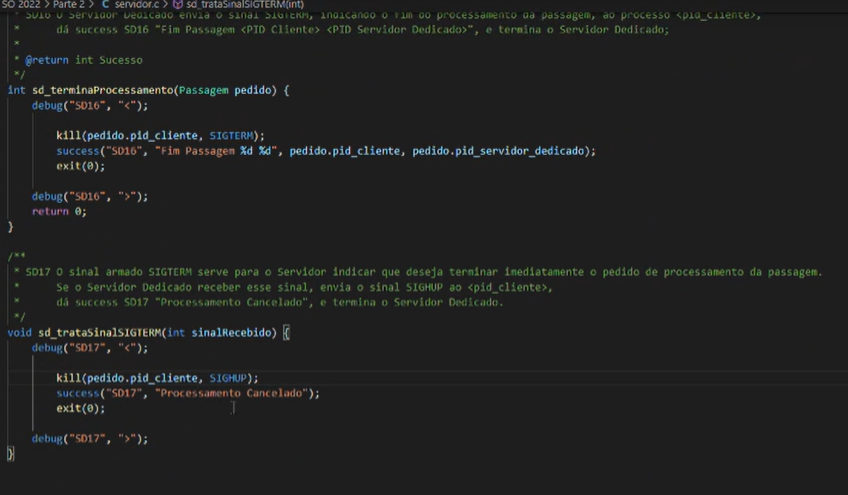 SO 2022 > Parte 2 > C servidor.c > sd_trataSinalSIGTERM(int)
* SD16 O Servidor Dedicado envia o sinal SIGTERM, indicando o fim do processamento da passagem, ao processo <pid_cliente>,
* dá success SD16 "Fim Passagem <PID Cliente> <PID Servidor Dedicado>", e termina o Servidor Dedicado;
*
* @return int Sucesso
*/
int sd_terminaProcessamento(Passagem pedido) {
debug("SD16", "<");
kill(pedido.pid_cliente, SIGTERM);
success("SD16", "Fim Passagem %d %d", pedido.pid_cliente, pedido.pid_servidor_dedicado);
exit(0);
debug("SD16", ">");
return 0;
}
/**
* SD17 O sinal armado SIGTERM serve para o Servidor indicar que deseja terminar imediatamente o pedido de processamento da passagem.
* Se o Servidor Dedicado receber esse sinal, envia o sinal SIGHUP ao <pid_cliente>,
* dá success SD17 "Processamento Cancelado", e termina o Servidor Dedicado.
*/
void sd_trataSinalSIGTERM(int sinalRecebido) {
debug("SD17", "<");
kill(pedido.pid_cliente, SIGHUP);
success("SD17", "Processamento Cancelado");
exit(0);
debug("SD17", ">");
}